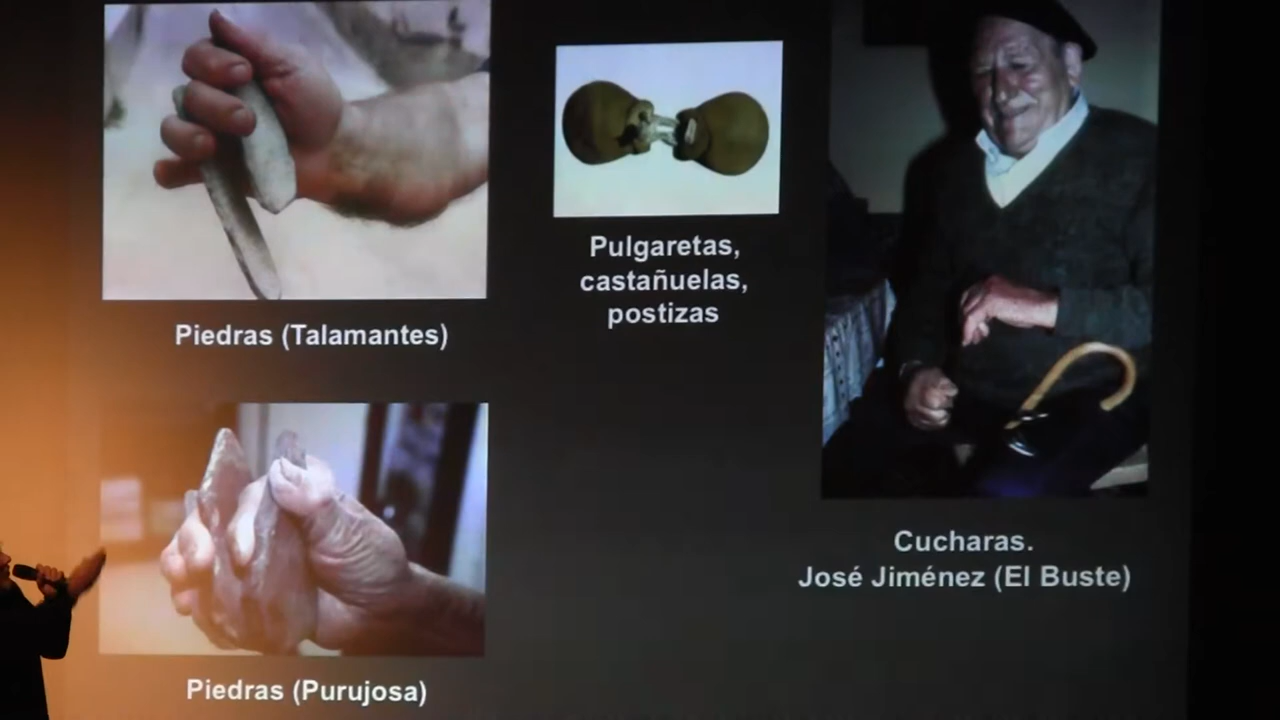 Piedras (Talamantes)
Pulgaretas,
castañuelas,
postizas
Piedras (Purujosa)
Cucharas.
José Jiménez (El Buste)